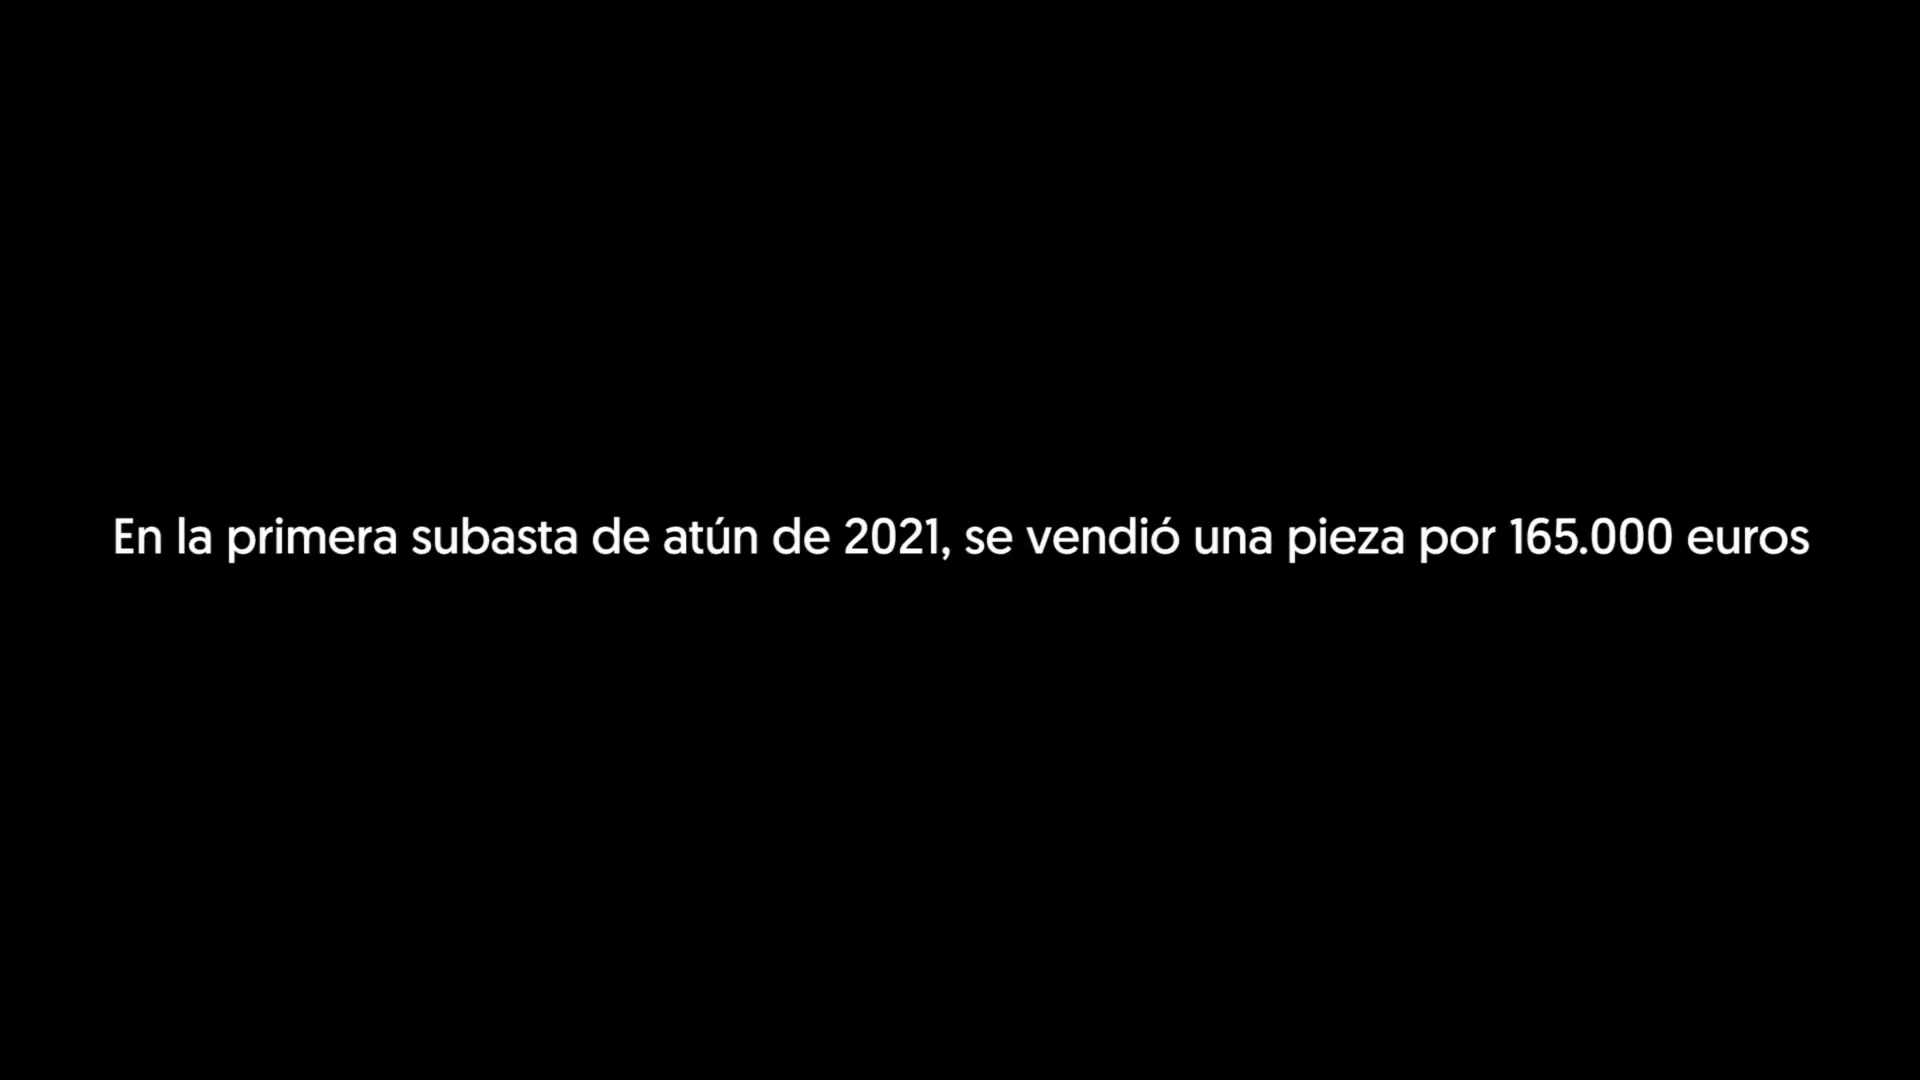 En la primera subasta de atún de 2021, se vendió una pieza por 165.000 euros